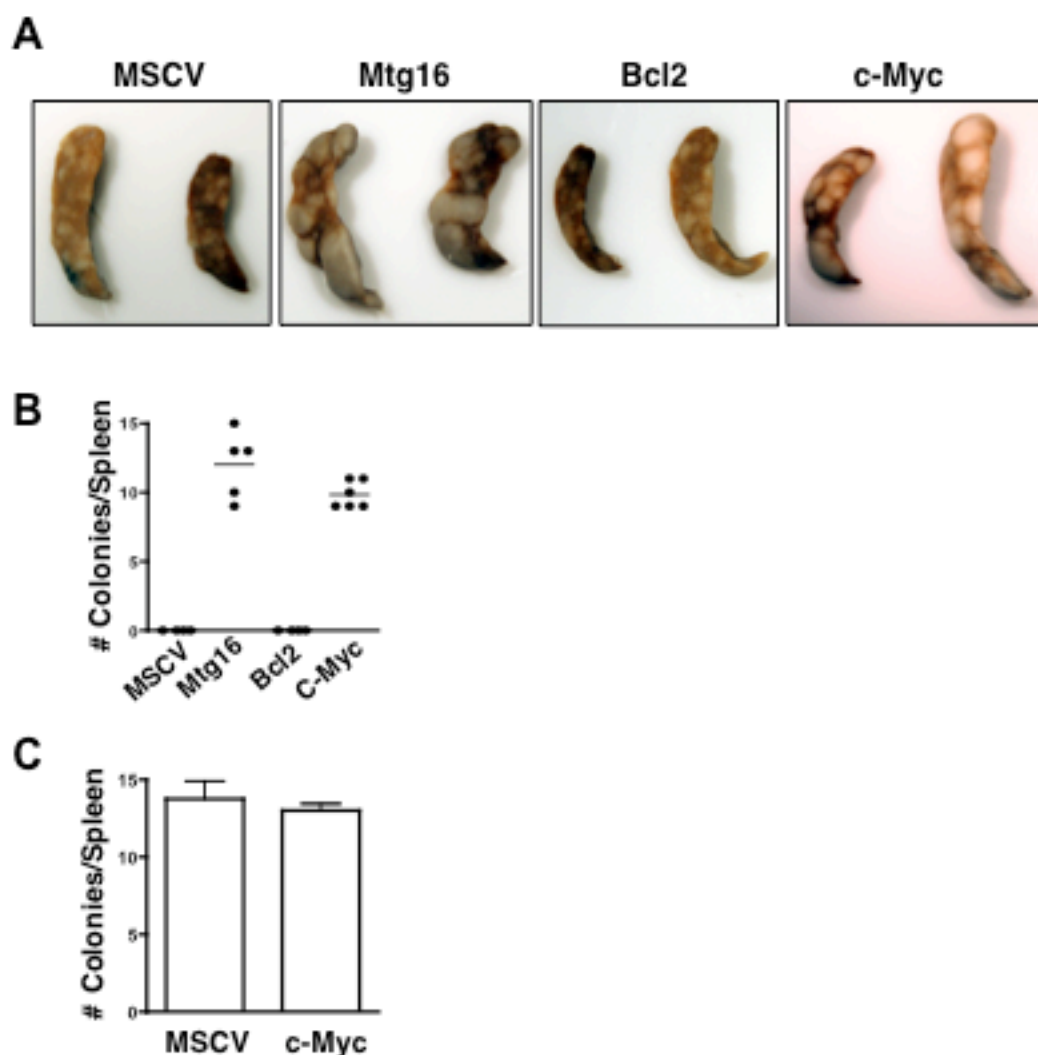 A
MSCV Mtg16 Bcl2 c-Myc
B
# Colonies/Spleen
15
10
5
0
MSCV Mtg16 Bcl2 C-Myc
C
# Colonies/Spleen
15
10
5
0
MSCV c-Myc